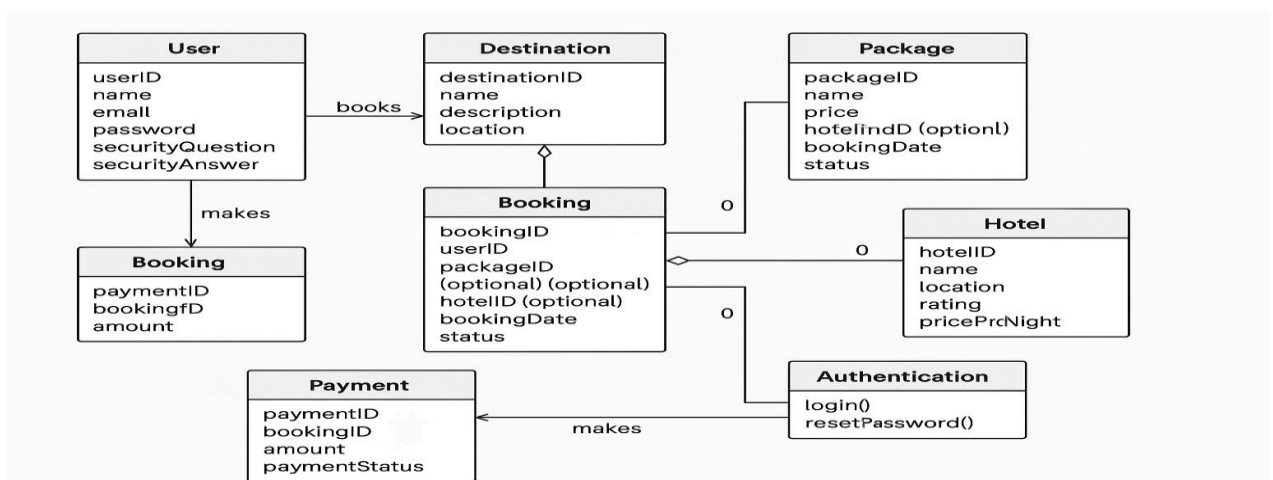 User
userID
name
emall
password
securityQuestion
securityAnswer
books
Destination
destinationID
name
description
location
Package
packageID
name
price
hotelIndD (optionl)
bookingDate
status
makes
Booking
paymentID
bookingfD
amount
Booking
bookingID
userID
packageID
(optional) (optional)
hotelID (optional)
bookingDate
status
O
O
O
Hotel
hotelID
name
location
rating
pricePrcNight
Payment
paymentID
bookingID
amount
paymentStatus
makes
Authentication
login()
resetPassword()